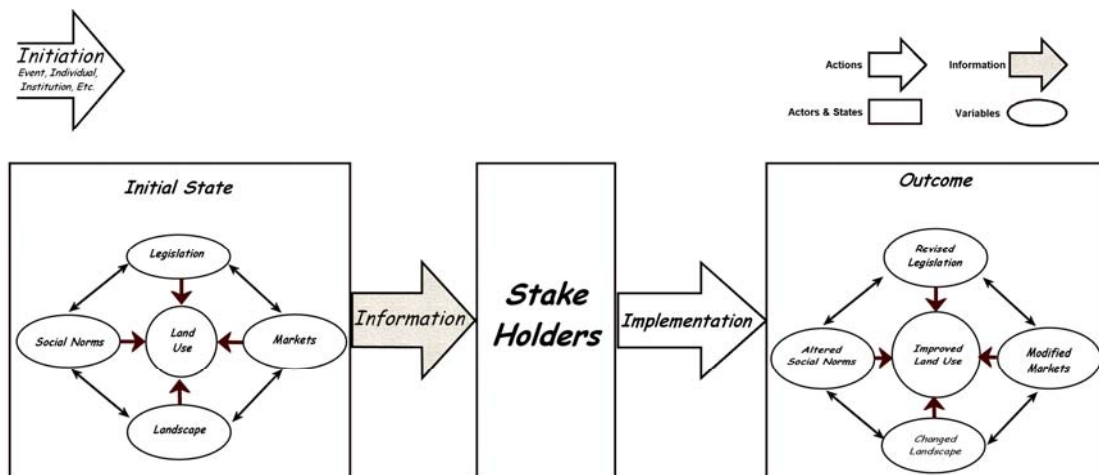 Initiation
Event, Individual,
Institution, Etc.
Actions
Information
Actors & States
Variables
Initial State
Legislation
Social Norms
Land
Use
Markets
Landscape
Information
Stake
Holders
Implementation
Outcome
Revised
Legislation
Altered
Social Norms
Improved
Land Use
Modified
Markets
Changed
Landscape